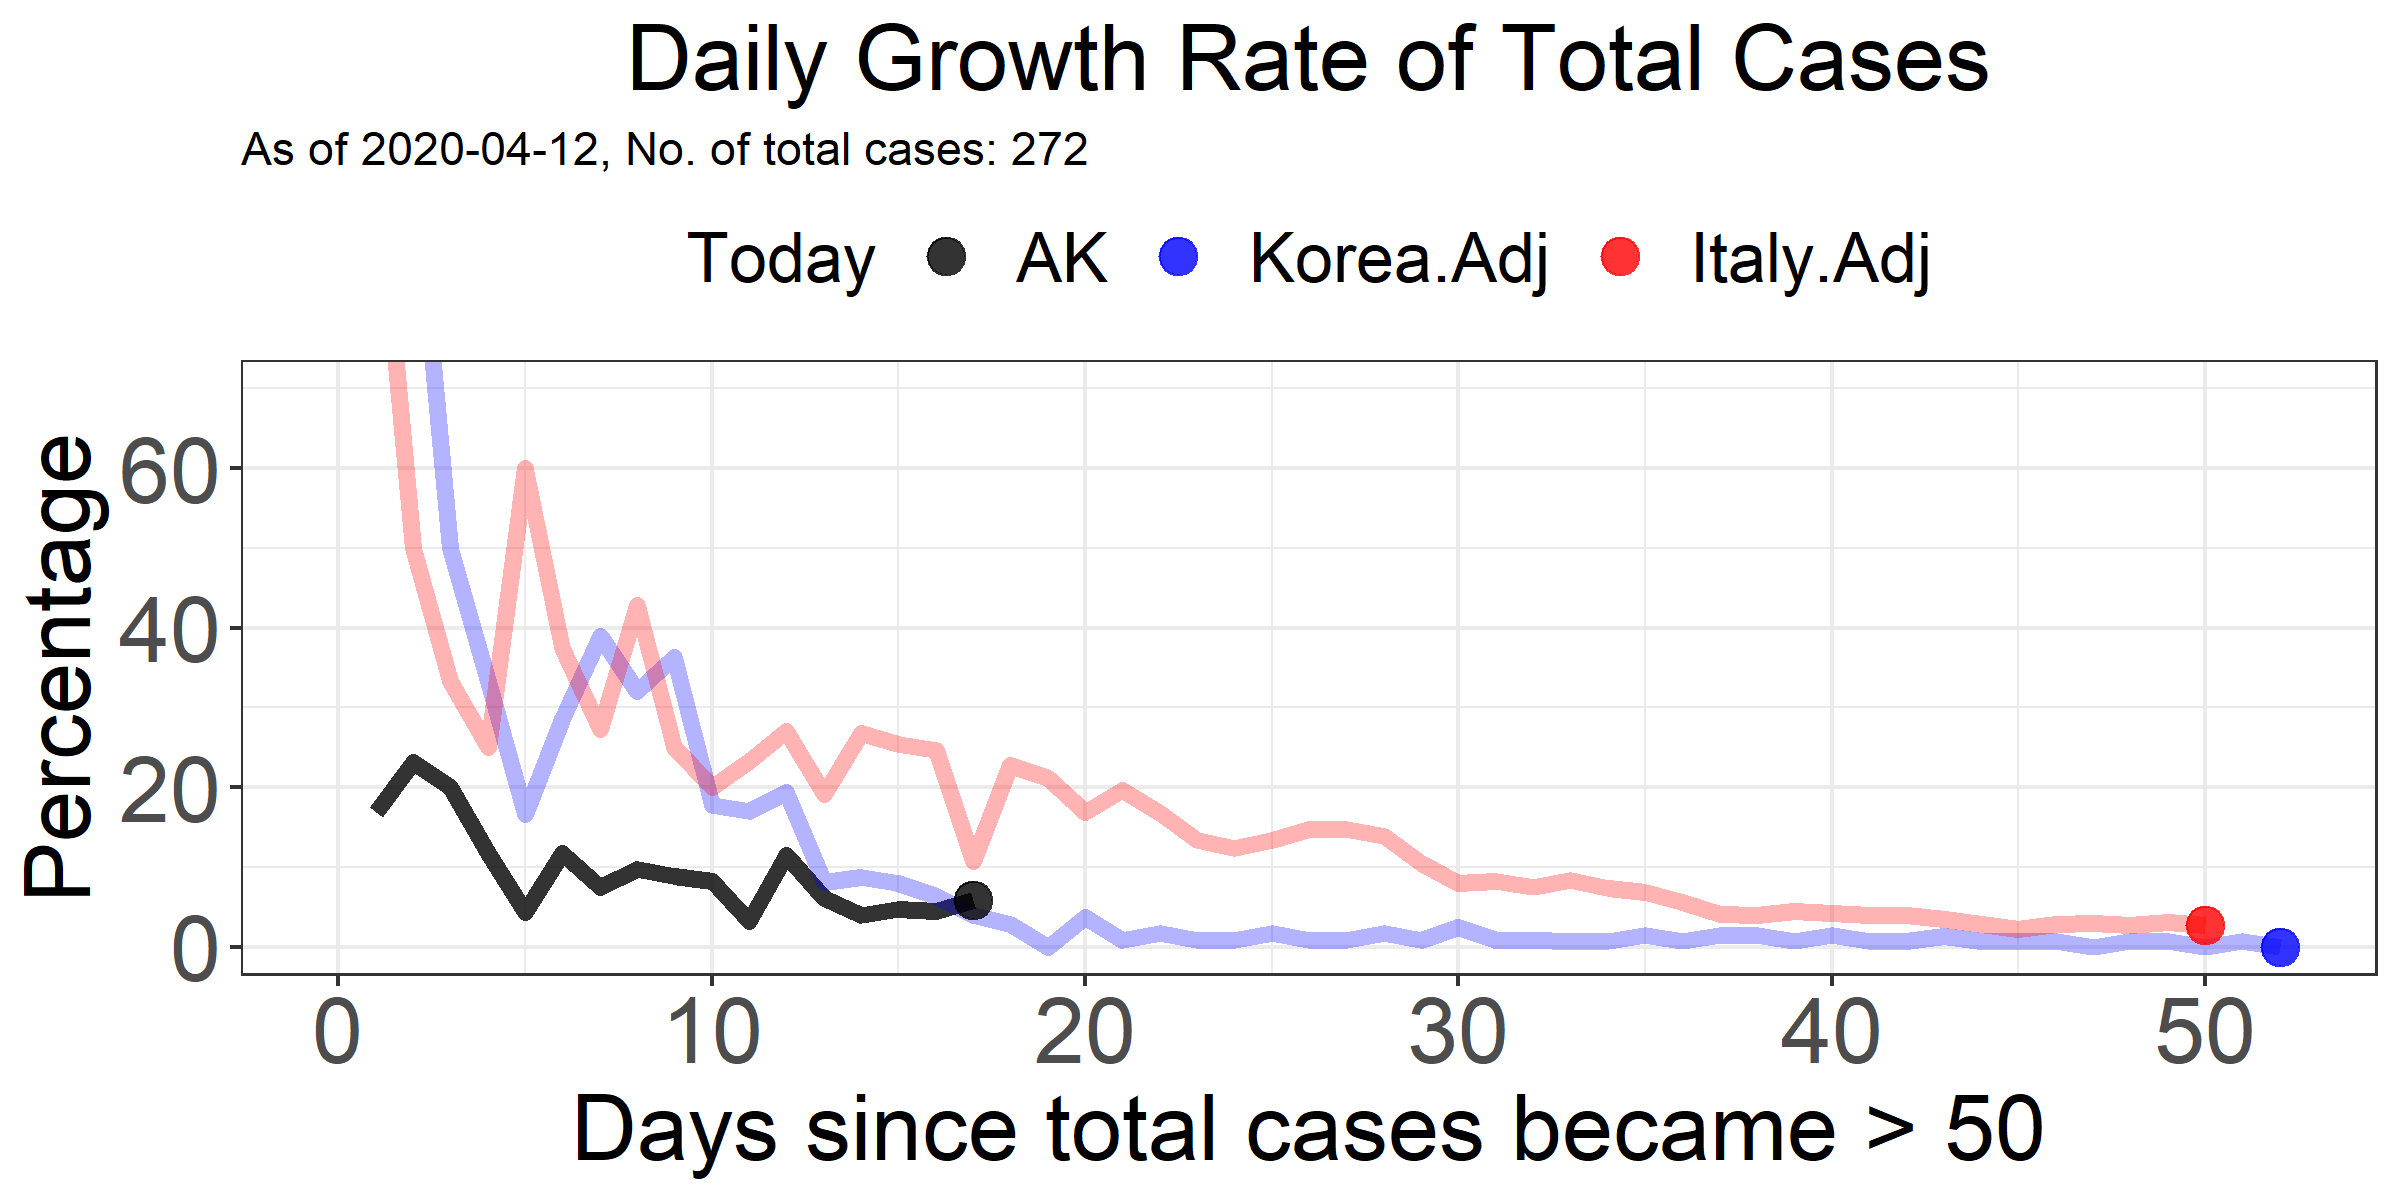 Daily Growth Rate of Total Cases
As of 2020-04-12, No. of total cases: 272
Today AK Korea.Adj Italy.Adj
Percentage
60
40
20
0
0 10 20 30 40 50
Days since total cases became > 50